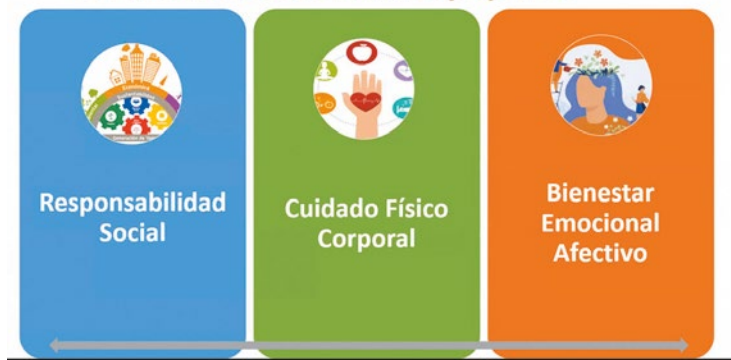 Responsabilidad
Social
Cuidado Físico
Corporal
Bienestar
Emocional
Afectivo